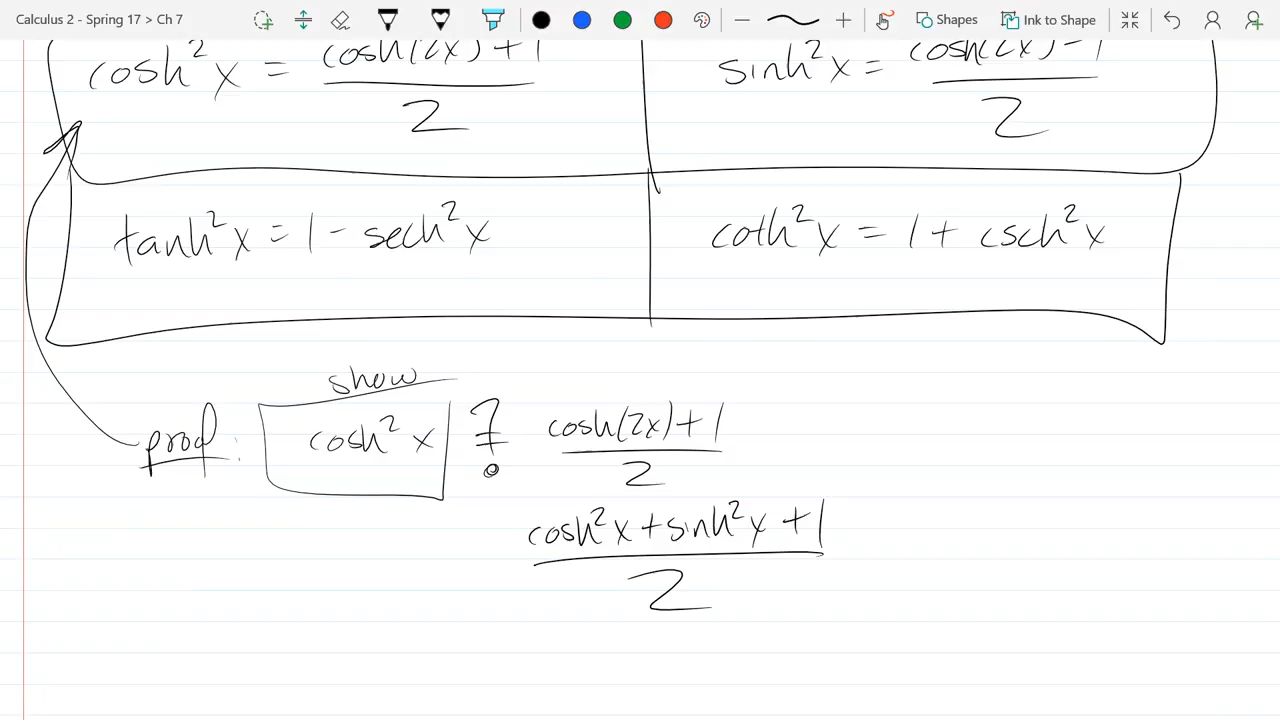 Calculus 2 - Spring 17 > Ch 7
Shapes
Ink to Shape
cosh²x = (cosh(2x) + 1)/2
sinh²x = (cosh(2x) - 1)/2
tanh²x = 1 - sech²x
coth²x = 1 + csch²x
show
proof: cosh²x ≟ (cosh(2x) + 1)/2
(cosh²x + sinh²x + 1)/2